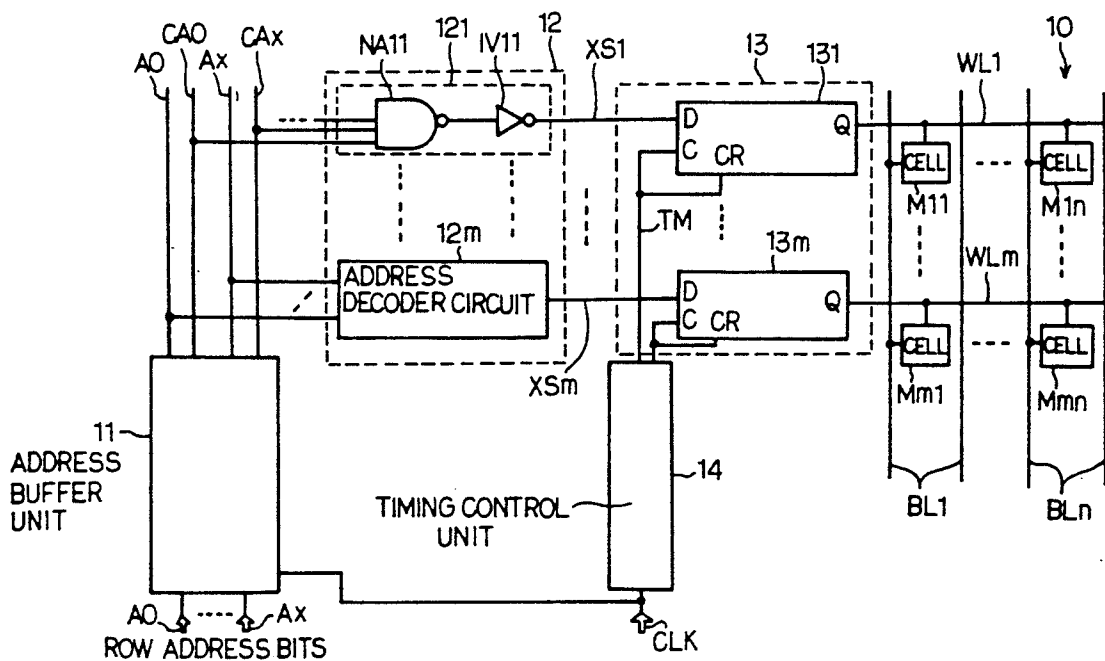 10
CA0
CAx
A0
Ax
NA11
121
IV11
12
XS1
13
131
WL1
D
Q
C
CR
CELL
CELL
M11
M1n
TM
12m
13m
WLm
ADDRESS
DECODER CIRCUIT
D
Q
C
CR
CELL
CELL
XSm
Mm1
Mmn
11
ADDRESS
BUFFER
UNIT
14
TIMING CONTROL
UNIT
BL1
BLn
A0
Ax
ROW ADDRESS BITS
CLK